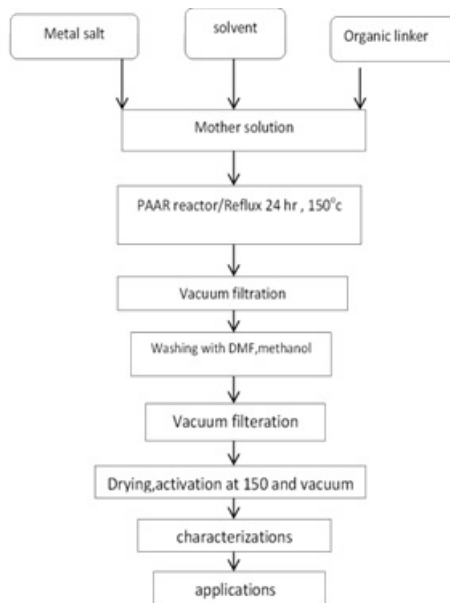 Metal salt
solvent
Organic linker
Mother solution
PAAR reactor/Reflux 24 hr , 150°c
Vacuum filtration
Washing with DMF,methanol
Vacuum filteration
Drying,activation at 150 and vacuum
characterizations
applications